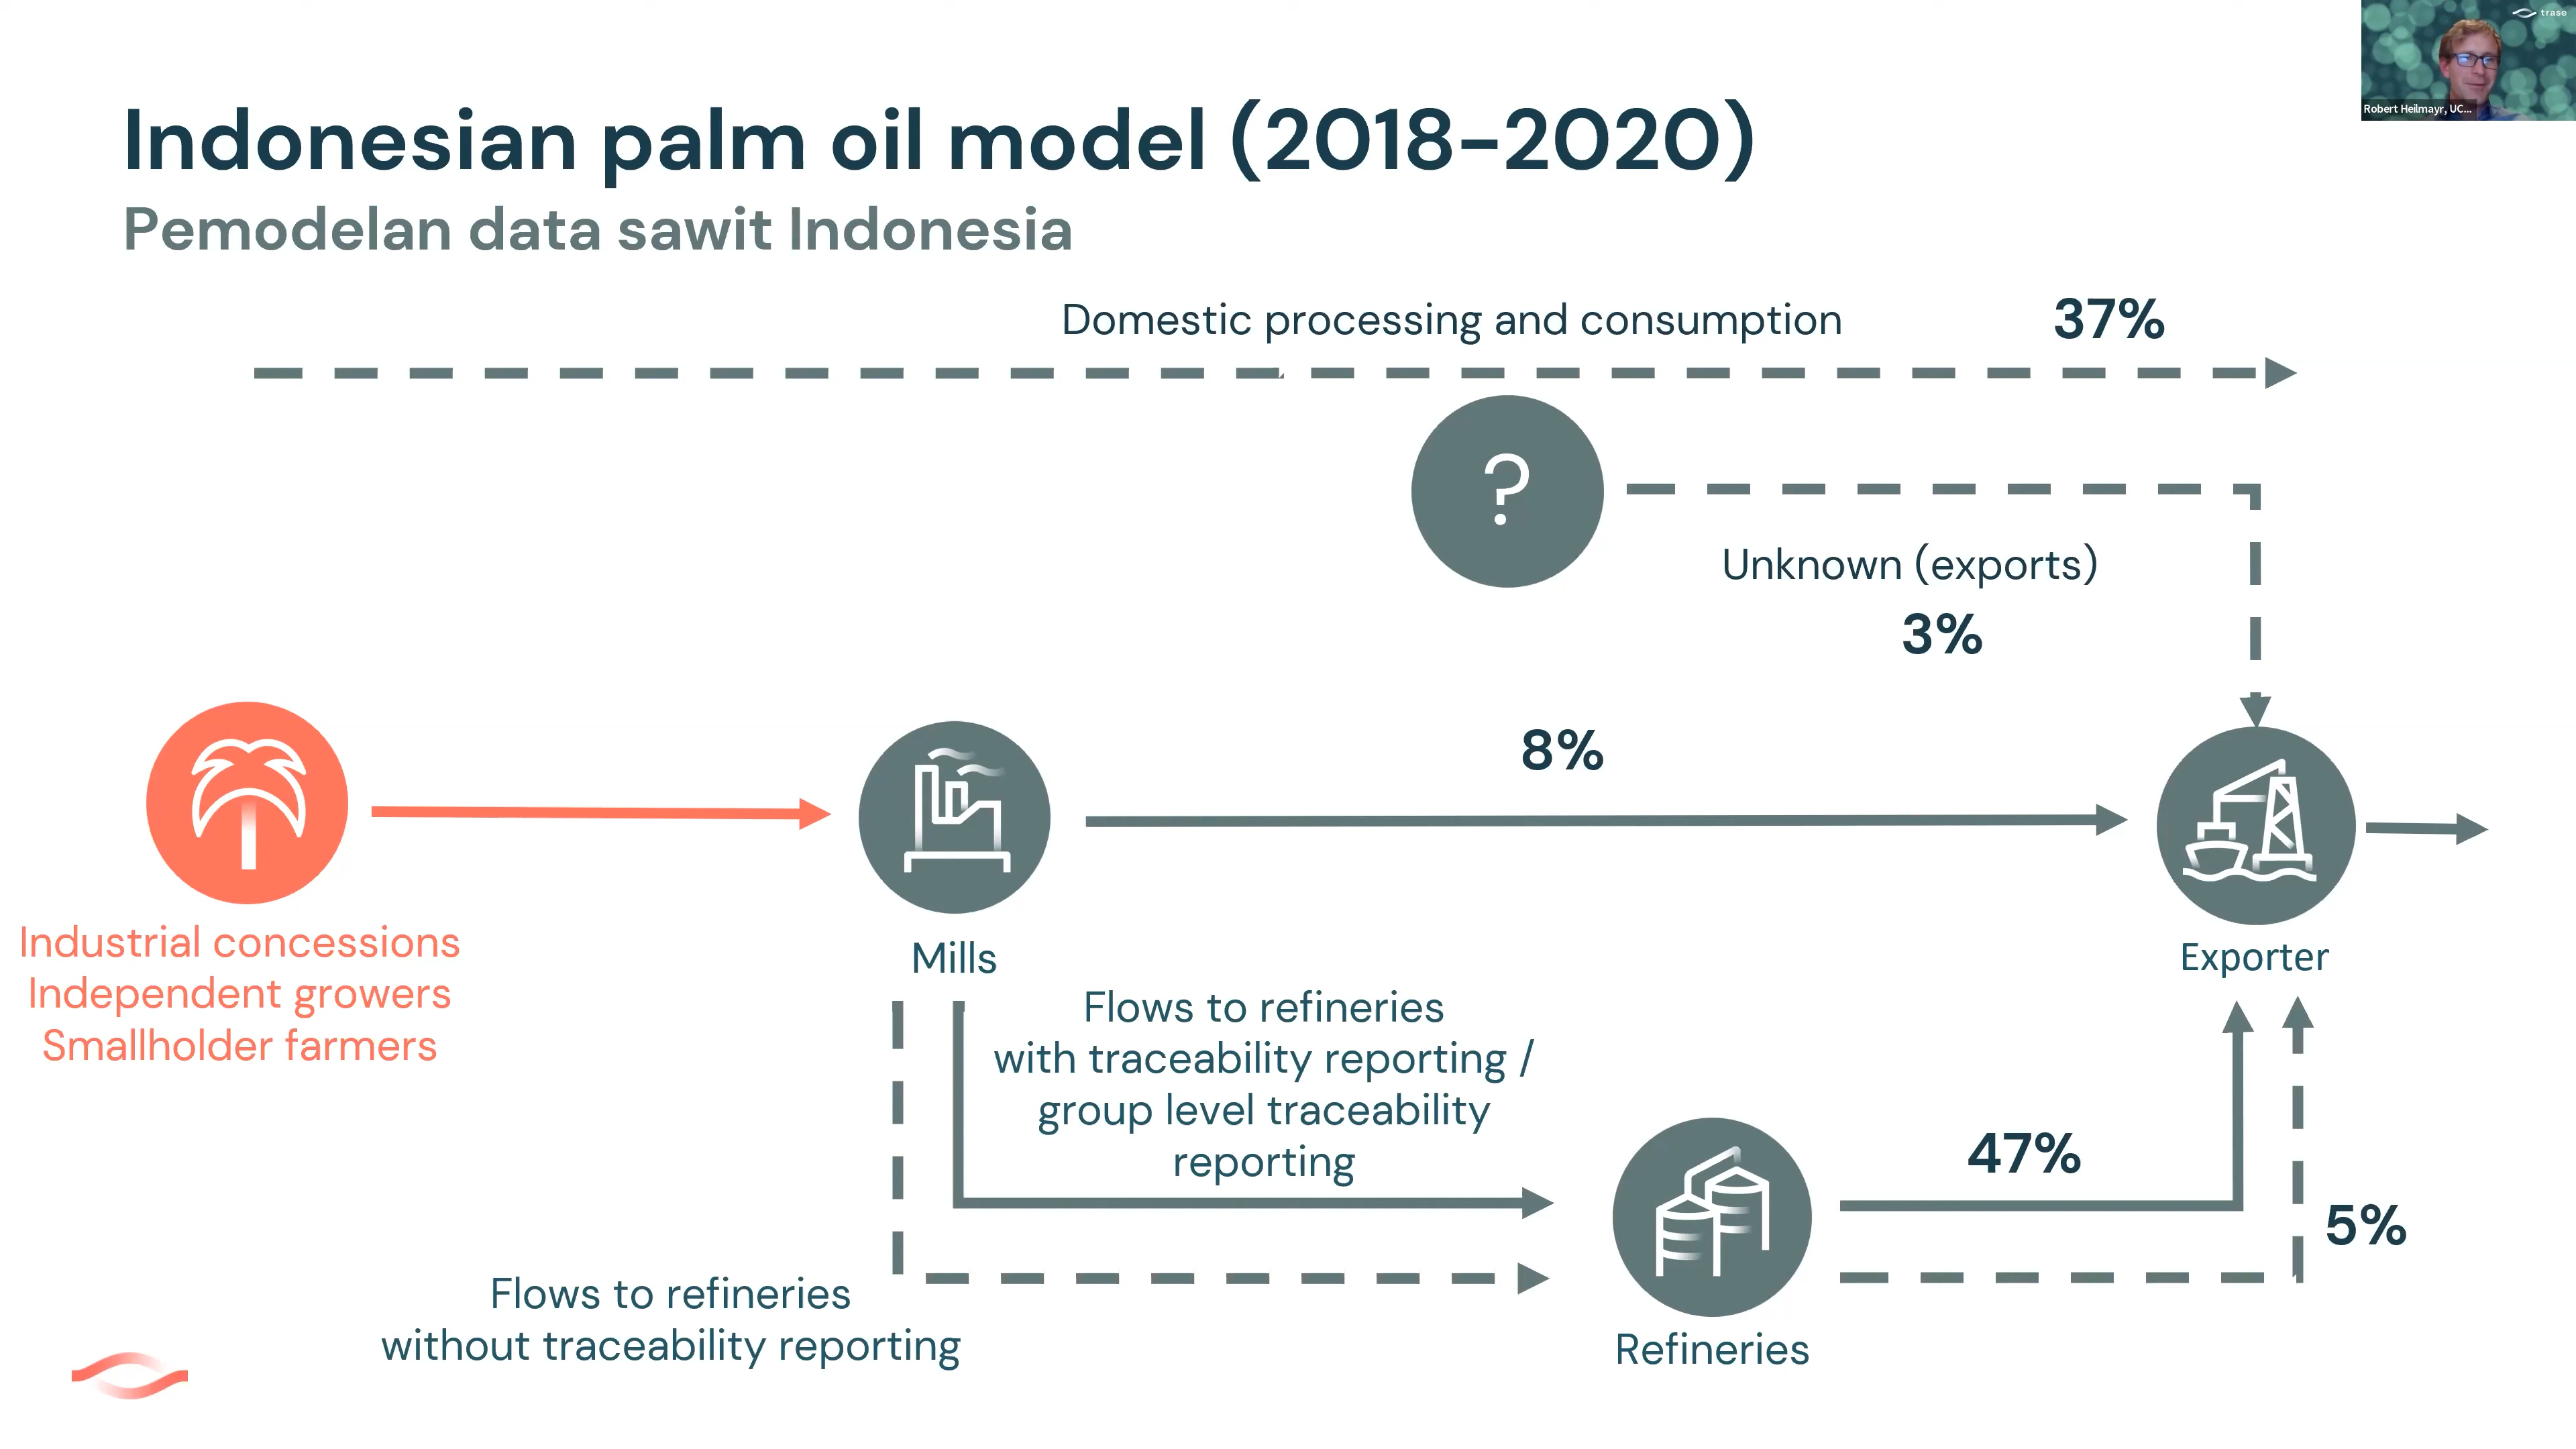 trase
Robert Heilmayr, UC...
Indonesian palm oil model (2018-2020)
Pemodelan data sawit Indonesia
Domestic processing and consumption
37%
?
Unknown (exports)
3%
8%
Industrial concessions
Independent growers
Smallholder farmers
Mills
Exporter
Flows to refineries
with traceability reporting /
group level traceability
reporting
47%
5%
Flows to refineries
without traceability reporting
Refineries